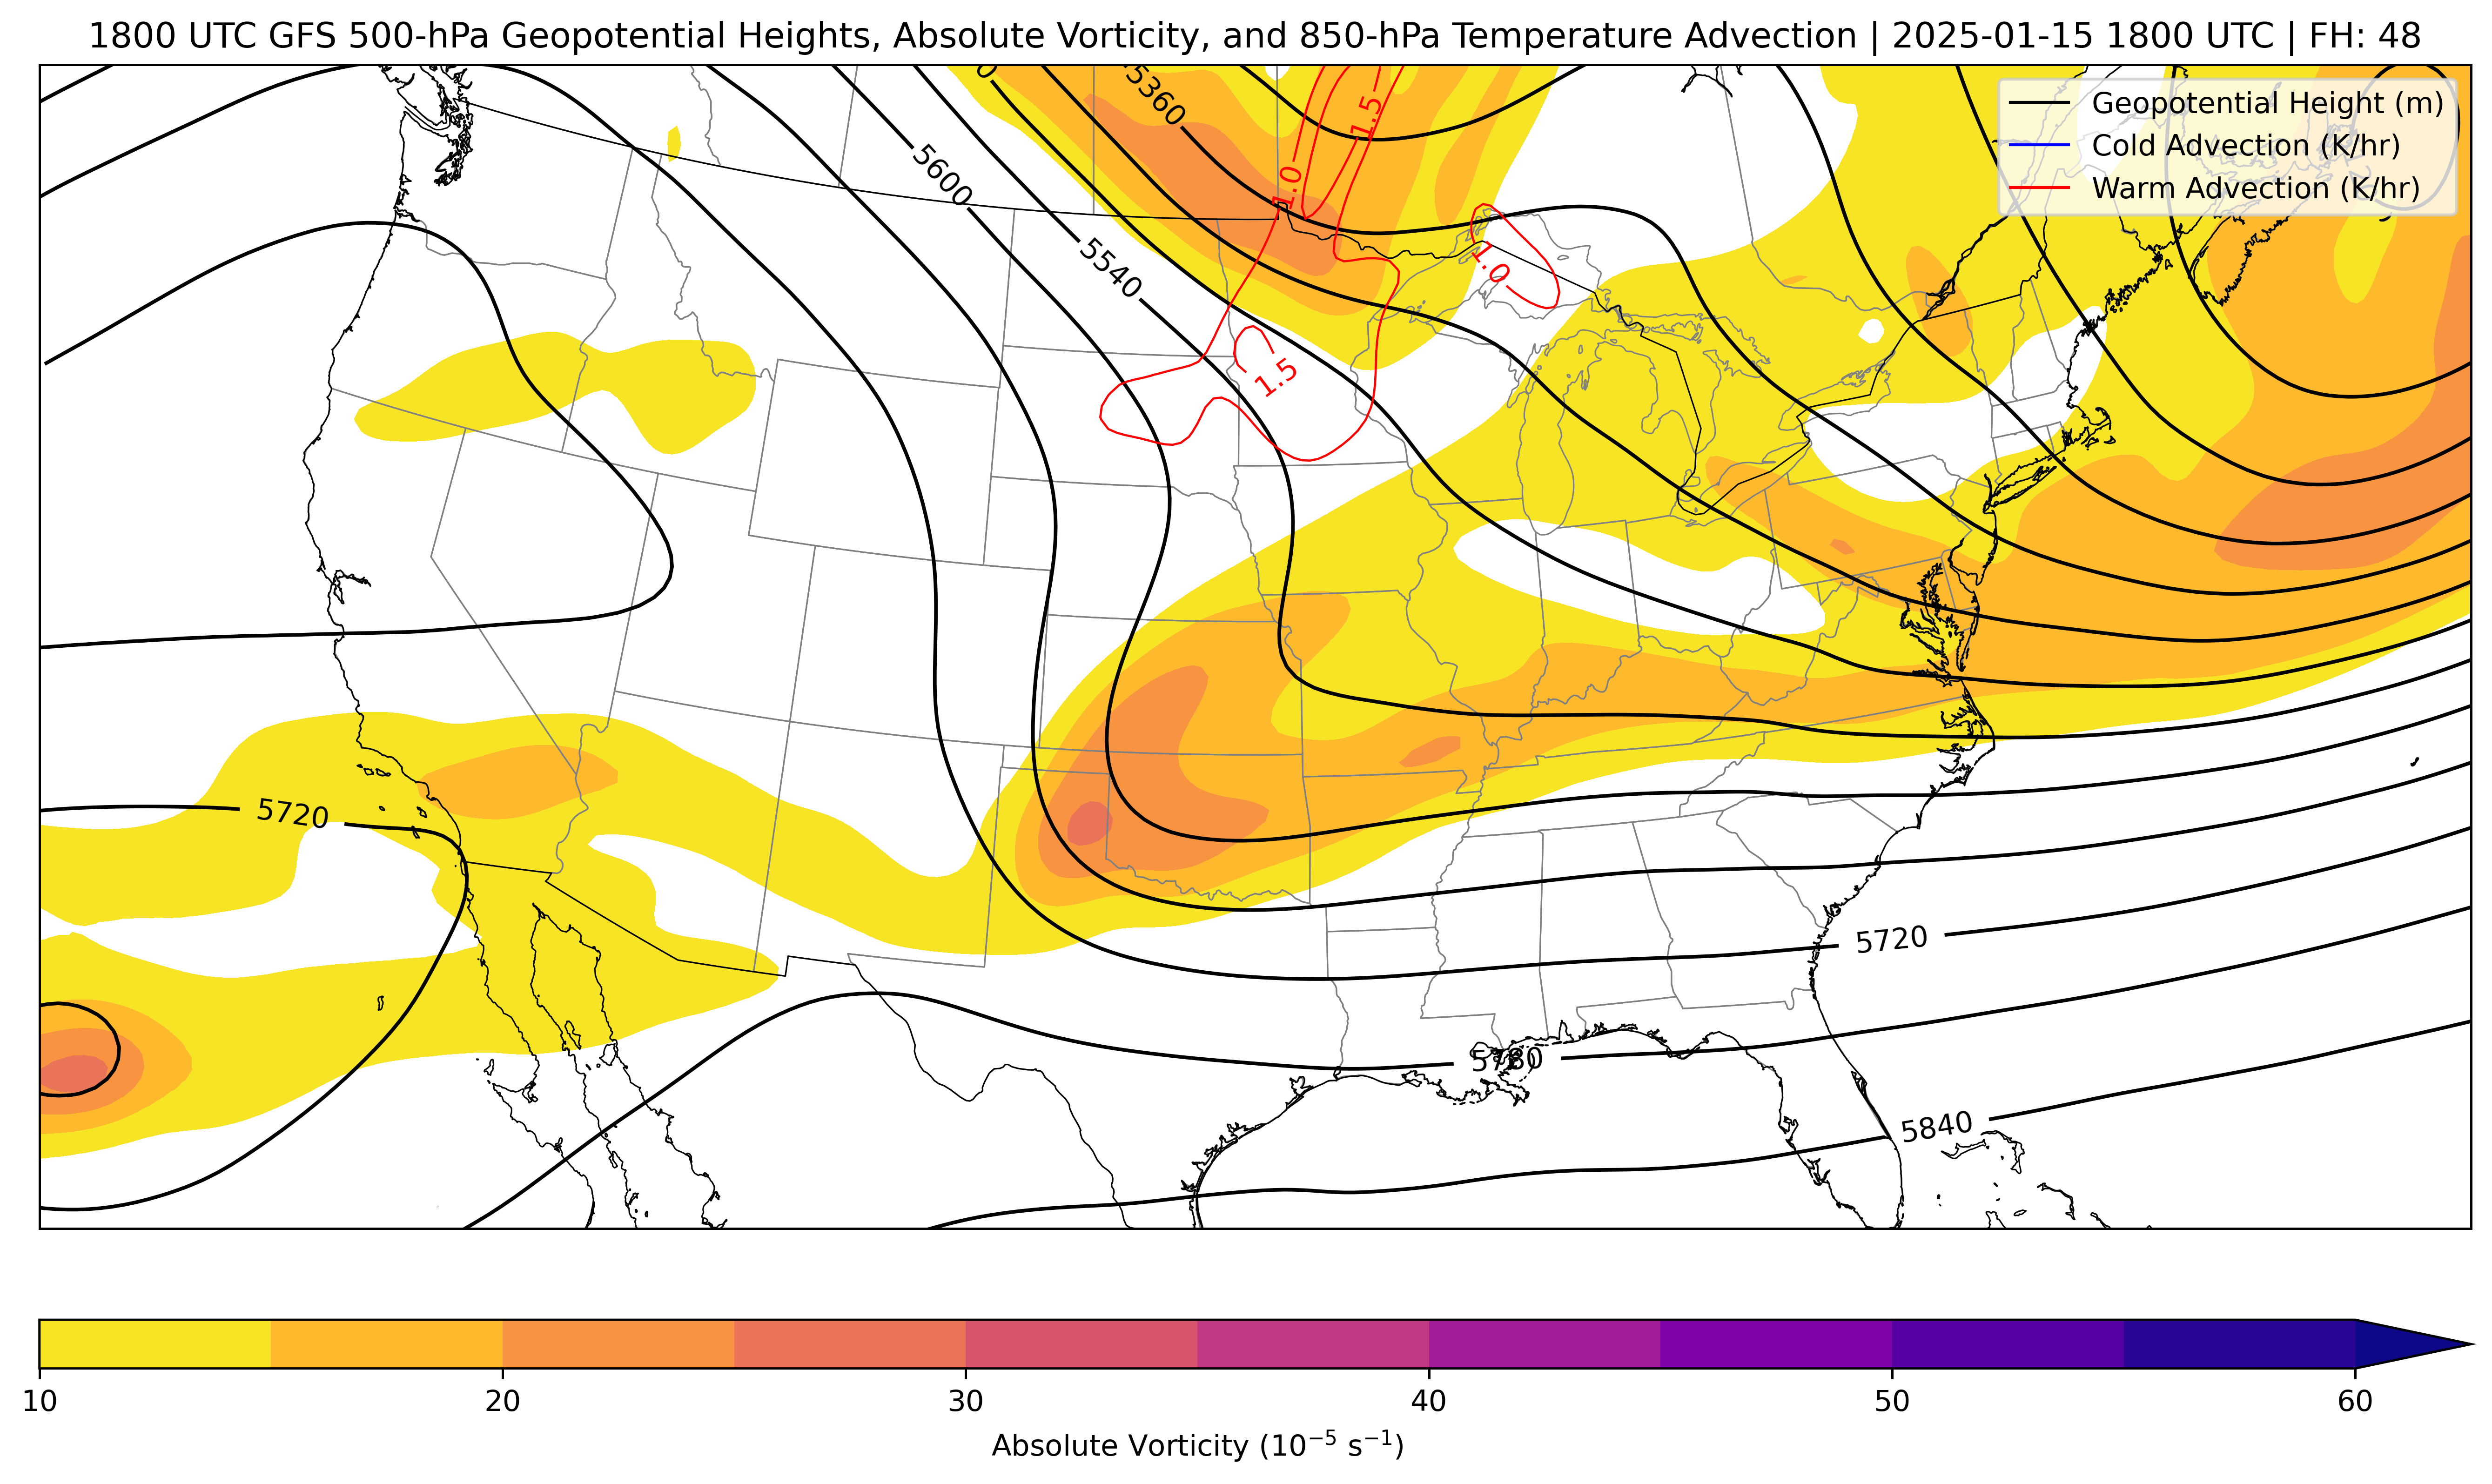 1800 UTC GFS 500-hPa Geopotential Heights, Absolute Vorticity, and 850-hPa Temperature Advection | 2025-01-15 1800 UTC | FH: 48
Geopotential Height (m)
Cold Advection (K/hr)
Warm Advection (K/hr)
5360
1.5
1.0
5600
5540
1.0
1.5
5720
5720
5780
5840
10 20 30 40 50 60
Absolute Vorticity (10⁻⁵ s⁻¹)